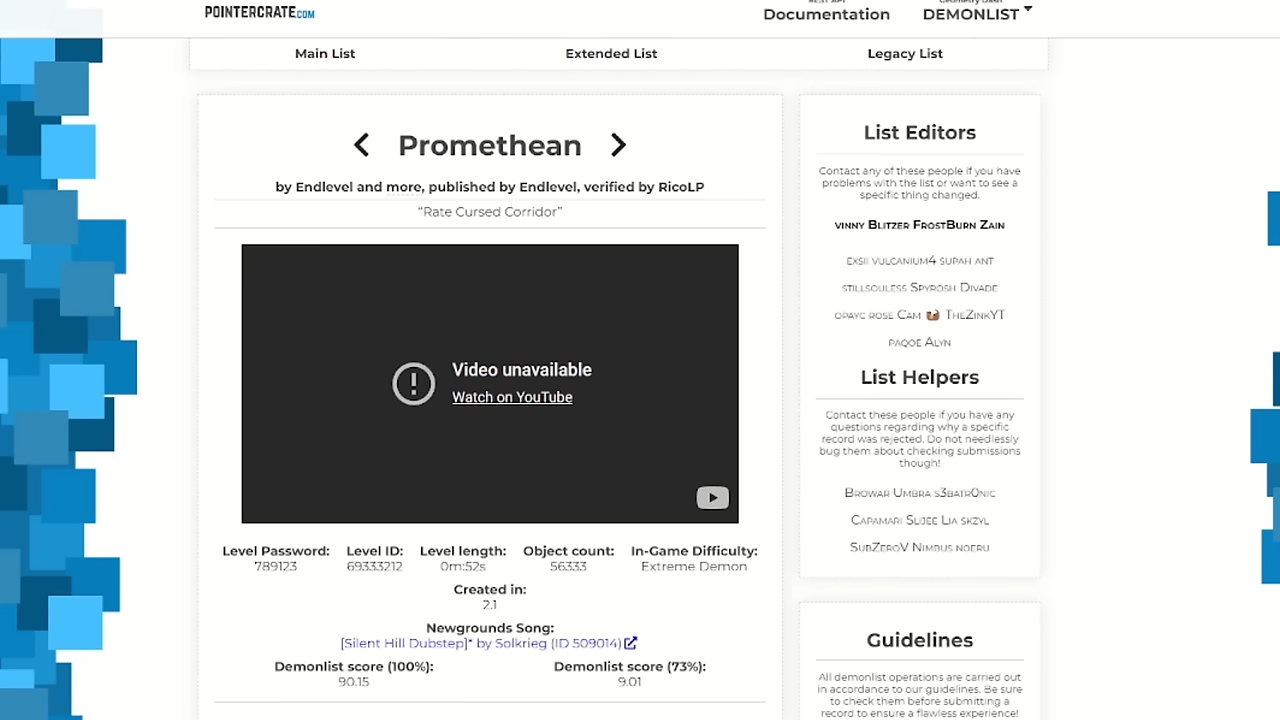 POINTERCRATE.COM
Documentation
Geometry Dash
DEMONLIST
Main List
Extended List
Legacy List
Promethean
by Endlevel and more, published by Endlevel, verified by RicoLP
“Rate Cursed Corridor”
Video unavailable
Watch on YouTube
Level Password:
789123
Level ID:
69333212
Level length:
0m:52s
Object count:
56333
In-Game Difficulty:
Extreme Demon
Created in:
2.1
Newgrounds Song:
[Silent Hill Dubstep]* by Solkrieg (ID 509014)
Demonlist score (100%):
90.15
Demonlist score (73%):
9.01
List Editors
Contact any of these people if you have
problems with the list or want to see a
specific thing changed.
vinny Blitzer FrostBurn Zain
exsii vulcanium4 supah ant
stillsouless Spyrosh Divade
opayc rose Cam 🦥 TheZinkYT
paqoe Alyn
List Helpers
Contact these people if you have any
questions regarding why a specific
record was rejected. Do not needlessly
bug them about checking submissions
though!
Browar Umbra s3batr0nic
Capamari Slijee Lia skzyl
SubZeroV Nimbus noeru
Guidelines
All demonlist operations are carried out
in accordance to our guidelines. Be sure
to check them before submitting a
record to ensure a flawless experience!